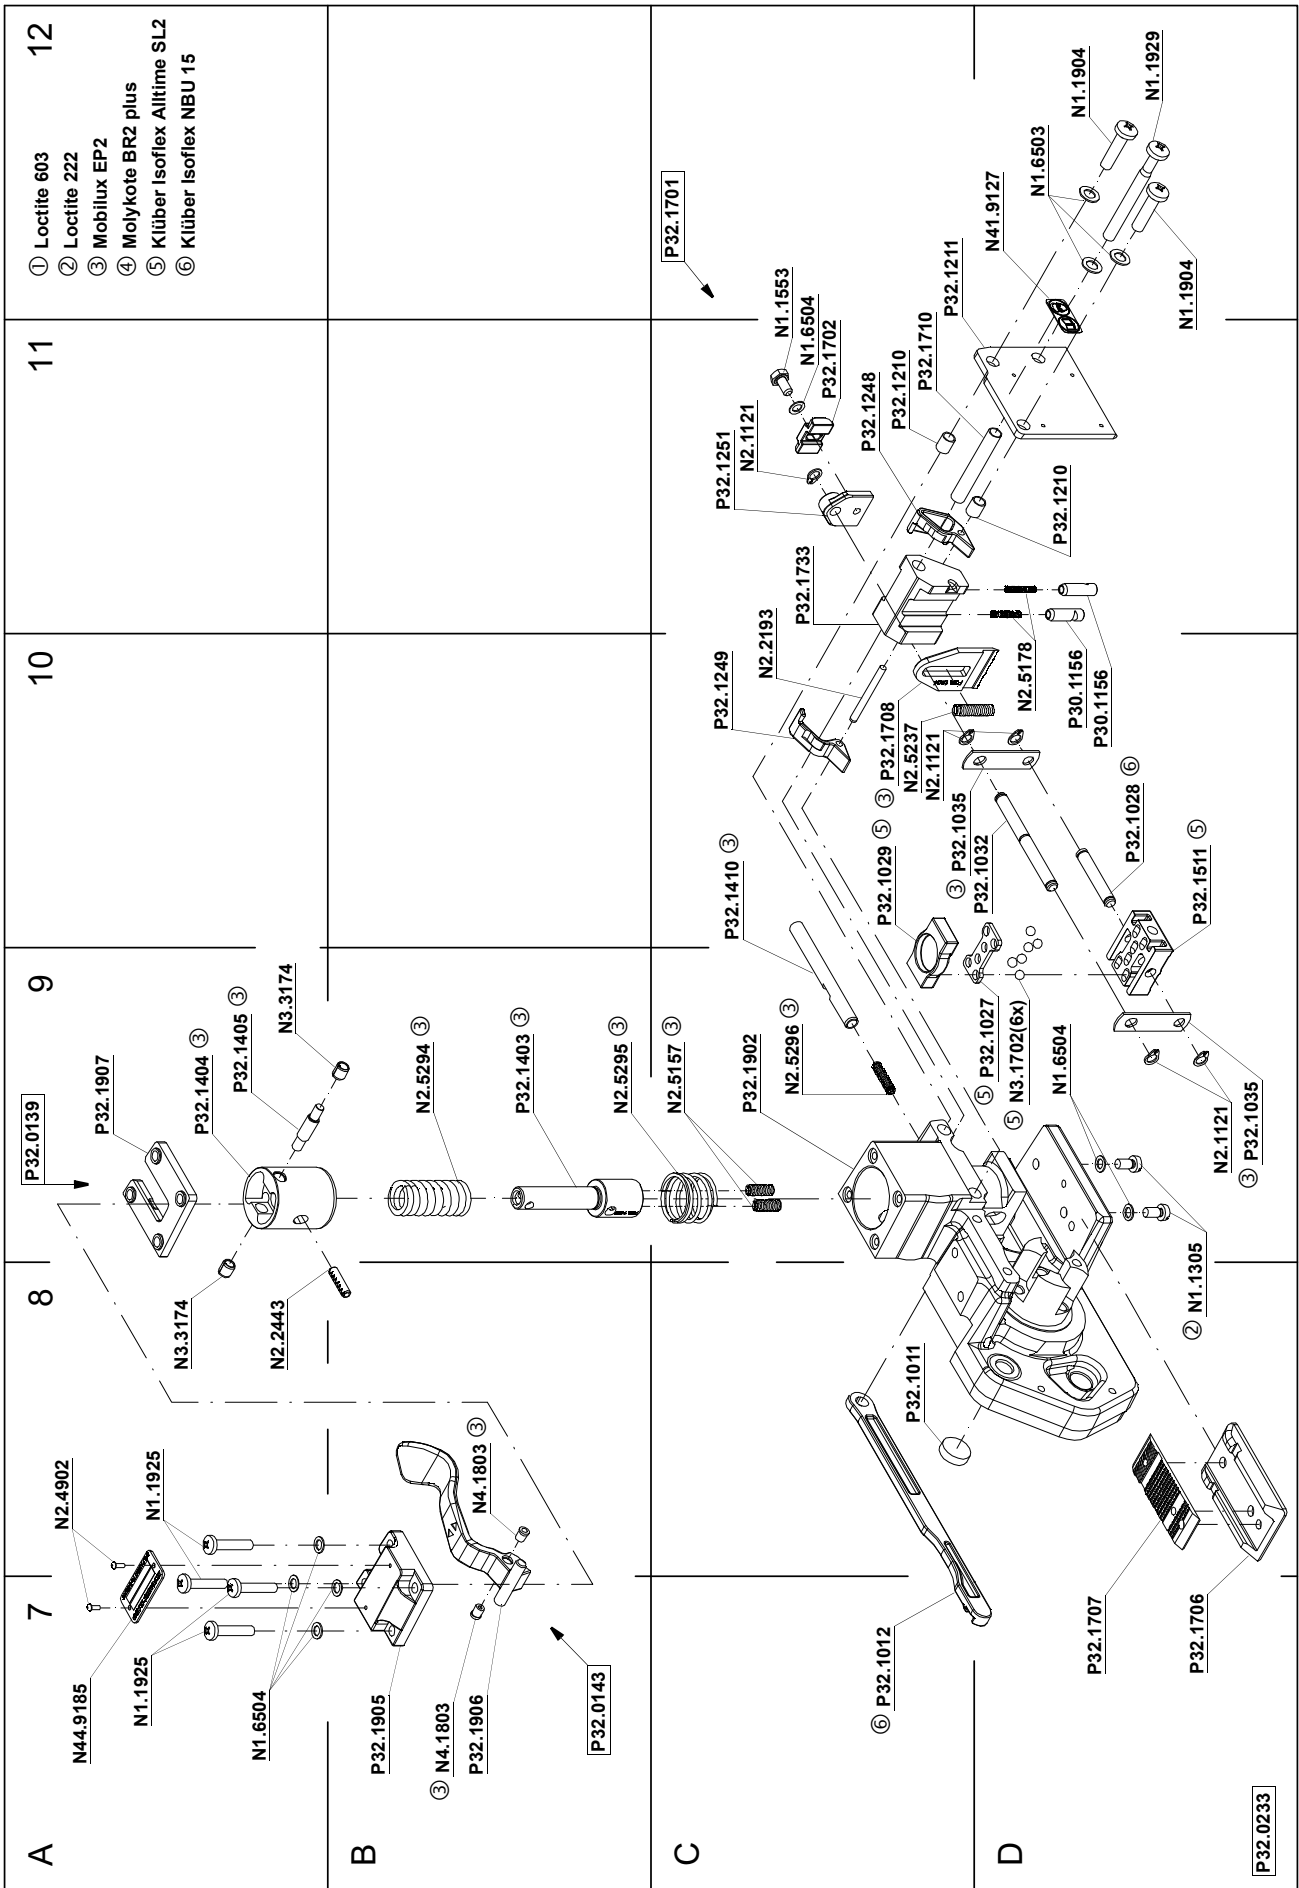 12
11
10
9
8
7
A
B
C
D
① Loctite 603
② Loctite 222
③ Mobilux EP2
④ Molykote BR2 plus
⑤ Klüber Isoflex Alltime SL2
⑥ Klüber Isoflex NBU 15
P32.0139
P32.1907
P32.1404 ③
P32.1405 ③
N3.3174
N3.3174
N2.2443
N2.4902
N1.1925
N44.9185
N1.1925
N1.6504
P32.1905
③ N4.1803
P32.1906
N4.1803 ③
P32.0143
N2.5294 ③
P32.1403 ③
N2.5295 ③
N2.5157 ③
P32.1902
N2.5296 ③
P32.1410 ③
P32.1701
N1.1553
N1.6504
P32.1702
N2.1121
P32.1251
P32.1248
P32.1210
P32.1710
P32.1211
N41.9127
N1.6503
N1.1904
N1.1929
N1.1904
P32.1210
P32.1733
N2.2193
P32.1249
N2.5178
P30.1156
P30.1156
③ P32.1708
N2.5237
N2.1121
③ P32.1035
P32.1032
P32.1029 ⑤
P32.1028 ⑥
P32.1511 ⑤
⑤ P32.1027
⑤ N3.1702(6x)
N1.6504
N2.1121
③ P32.1035
② N1.1305
P32.1011
⑥ P32.1012
P32.1707
P32.1706
P32.0233